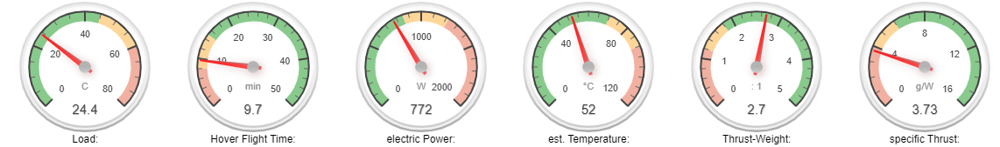 0 20 40 60 80
C
24.4
Load:
0 10 20 30 40 50
min
9.7
Hover Flight Time:
0 1000 2000
W
772
electric Power:
0 40 80 120
°C
52
est. Temperature:
0 1 2 3 4 5
: 1
2.7
Thrust-Weight:
0 4 8 12 16
g/W
3.73
specific Thrust: